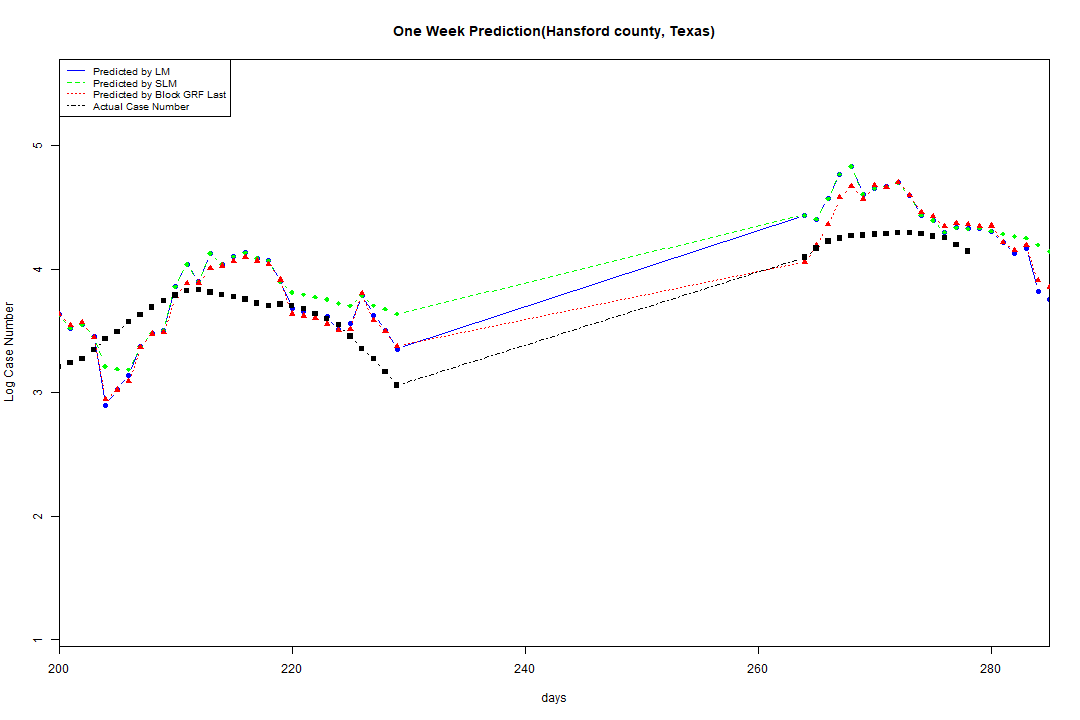 One Week Prediction(Hansford county, Texas)
Predicted by LM
Predicted by SLM
Predicted by Block GRF Last
Actual Case Number
5
4
3
2
1
Log Case Number
200 220 240 260 280
days